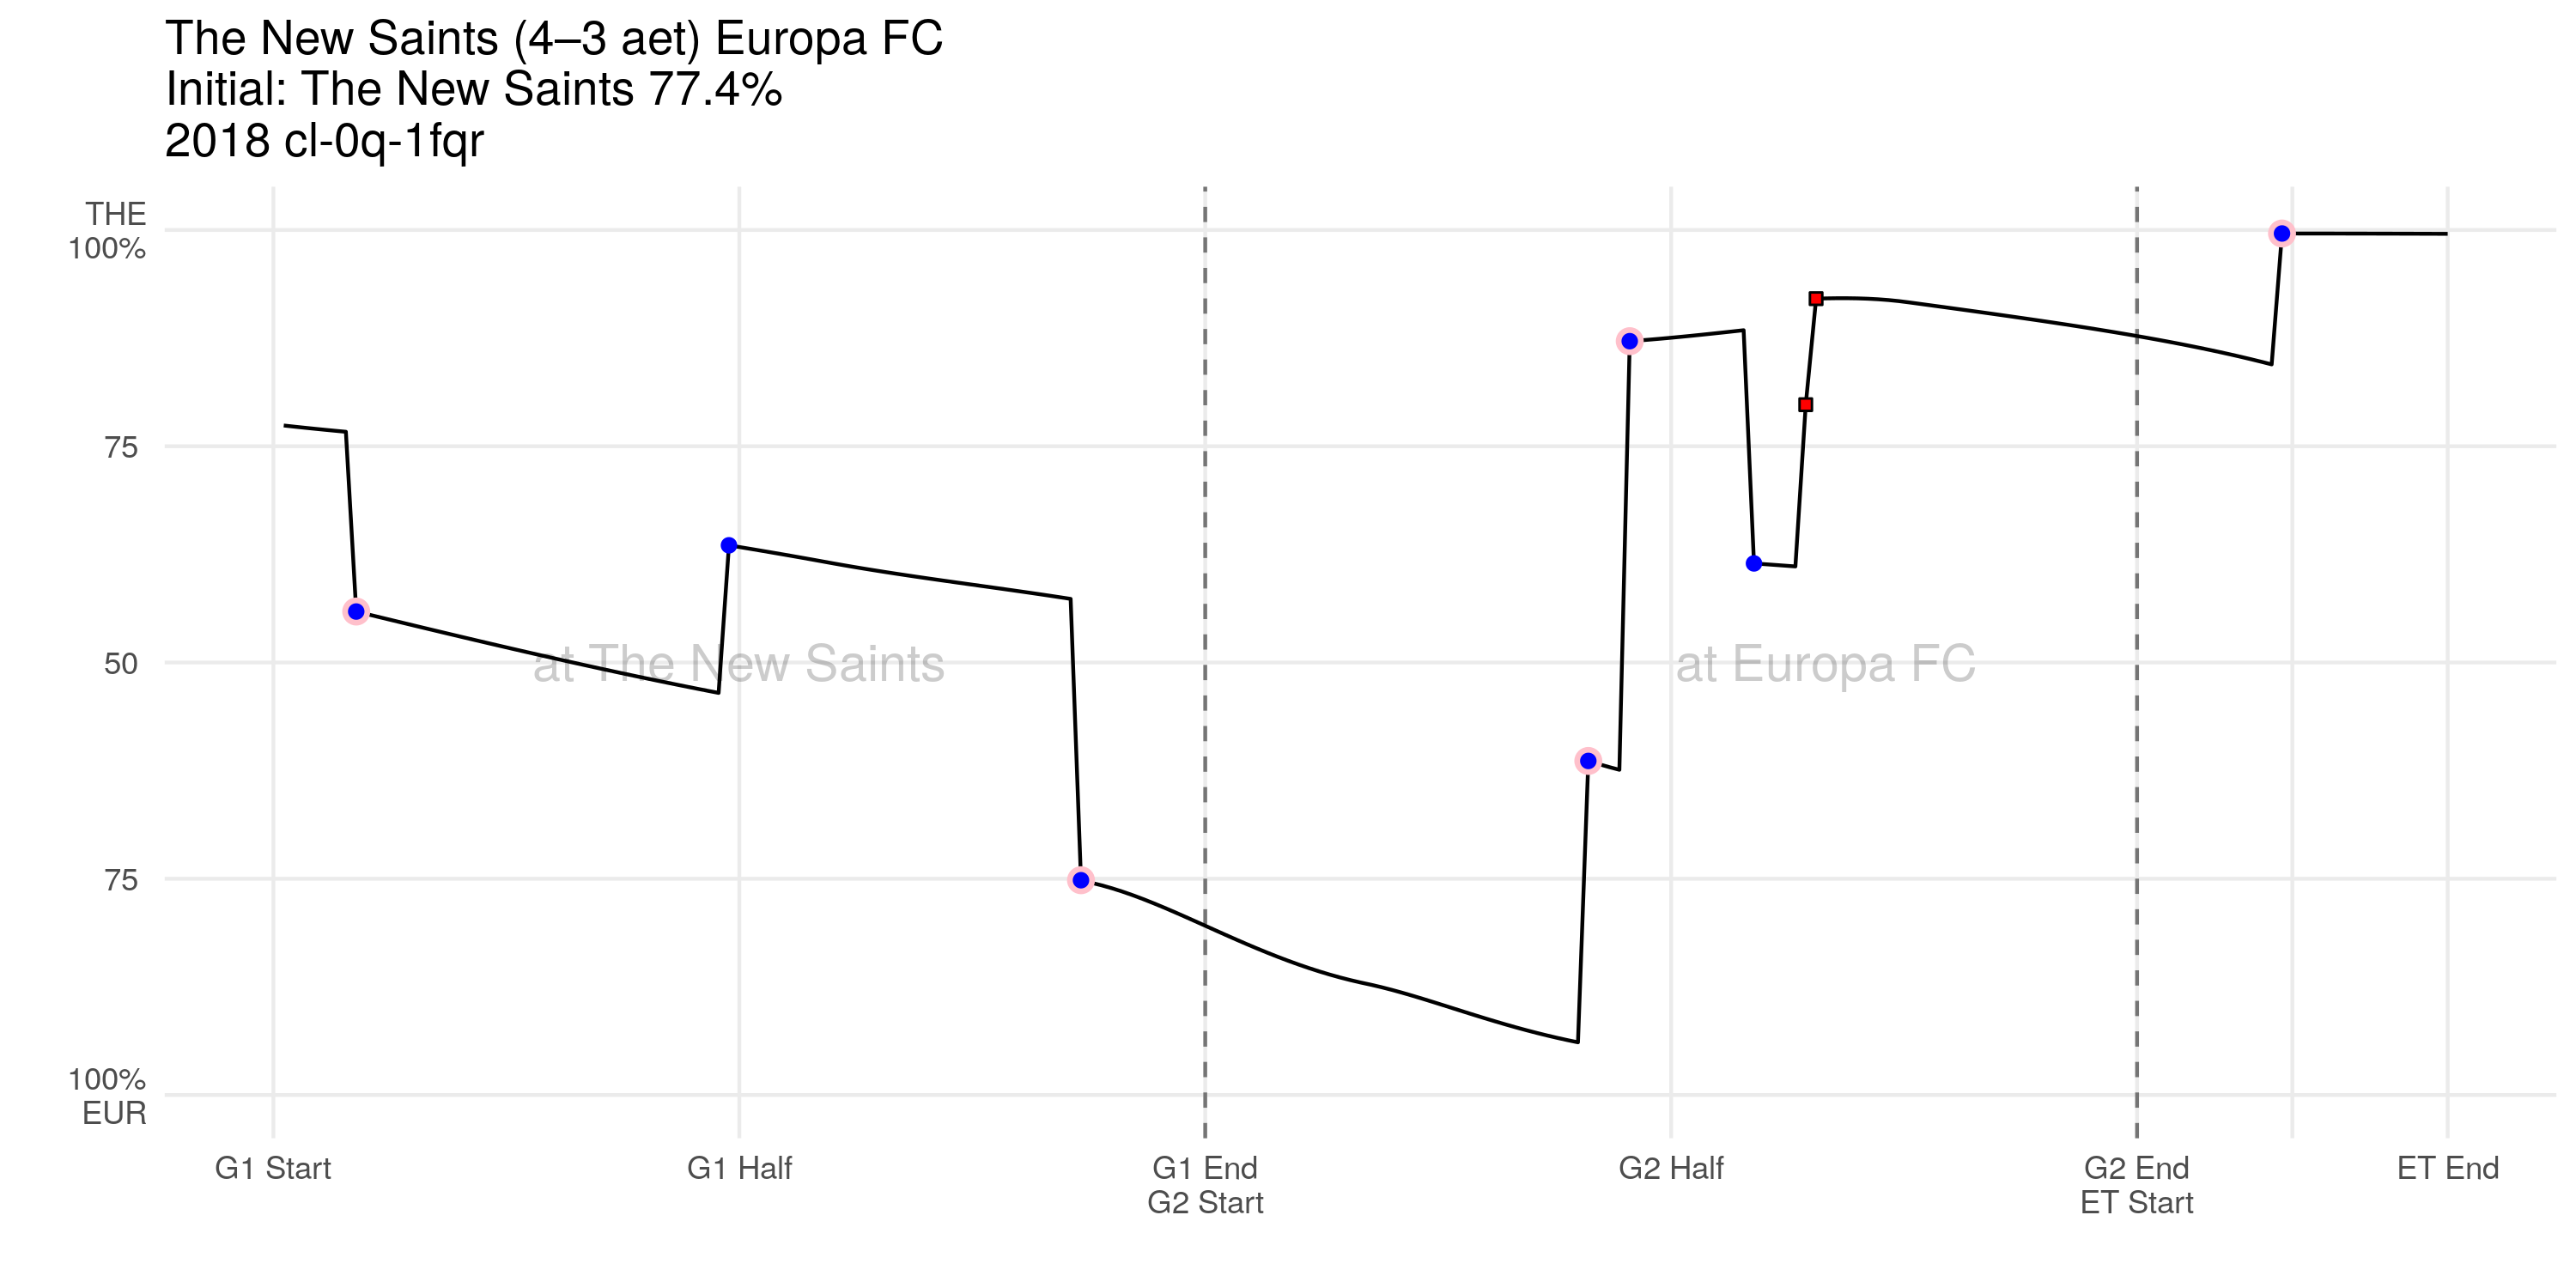 The New Saints (4–3 aet) Europa FC
Initial: The New Saints 77.4%
2018 cl-0q-1fqr
THE
100%
75
50
75
100%
EUR
at The New Saints
at Europa FC
G1 Start
G1 Half
G1 End
G2 Start
G2 Half
G2 End
ET Start
ET End